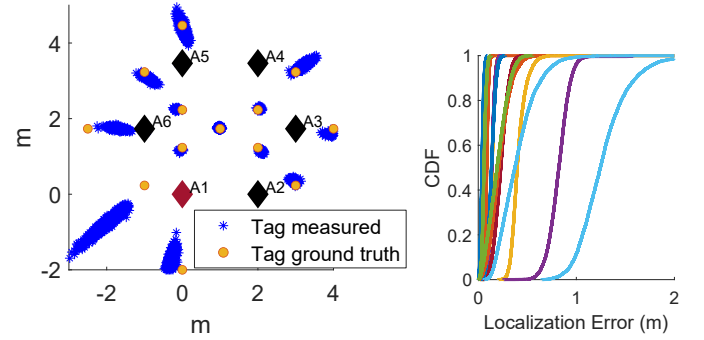 4
2
0
-2
m
-2
0
2
4
m
A5
A4
A6
A3
A1
A2
Tag measured
Tag ground truth
1
0.8
0.6
0.4
0.2
0
CDF
0
1
2
Localization Error (m)